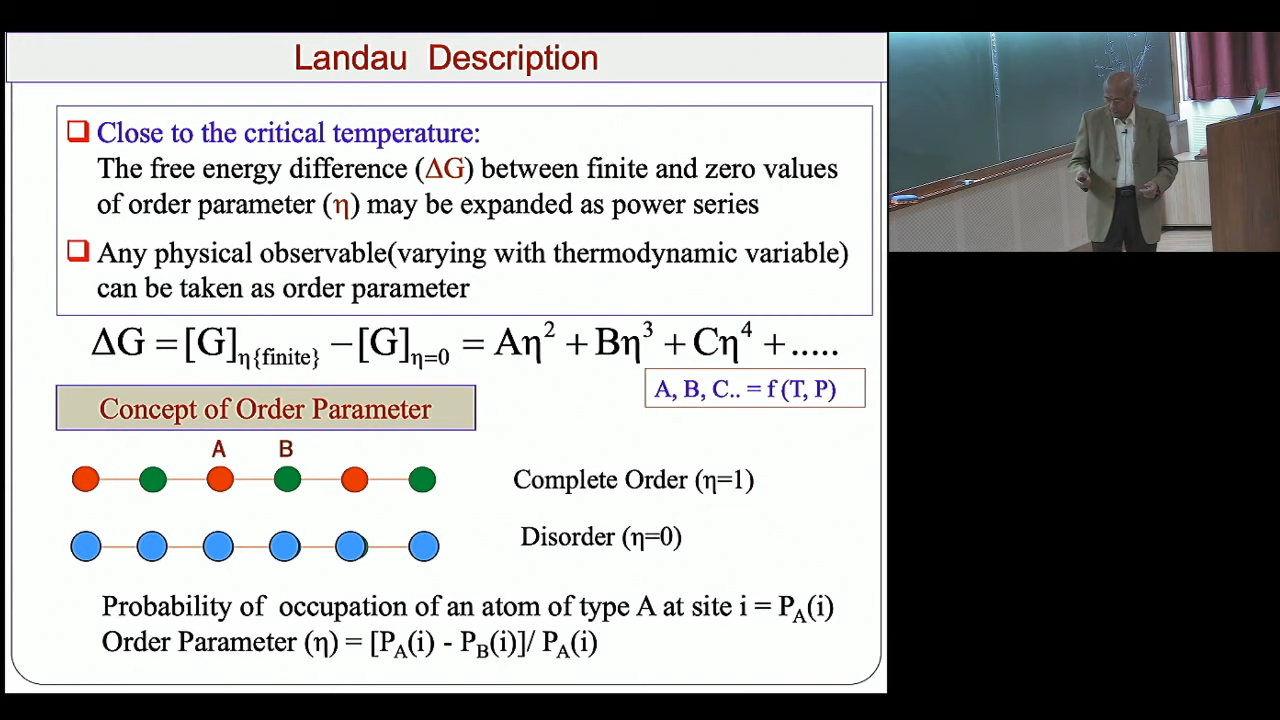 Landau Description
Close to the critical temperature:
The free energy difference (ΔG) between finite and zero values
of order parameter (η) may be expanded as power series
Any physical observable(varying with thermodynamic variable)
can be taken as order parameter
ΔG = [G]η{finite} − [G]η=0 = Aη² + Bη³ + Cη⁴ + .....
A, B, C.. = f (T, P)
Concept of Order Parameter
A B
Complete Order (η=1)
Disorder (η=0)
Probability of occupation of an atom of type A at site i = PA(i)
Order Parameter (η) = [PA(i) - PB(i)]/ PA(i)